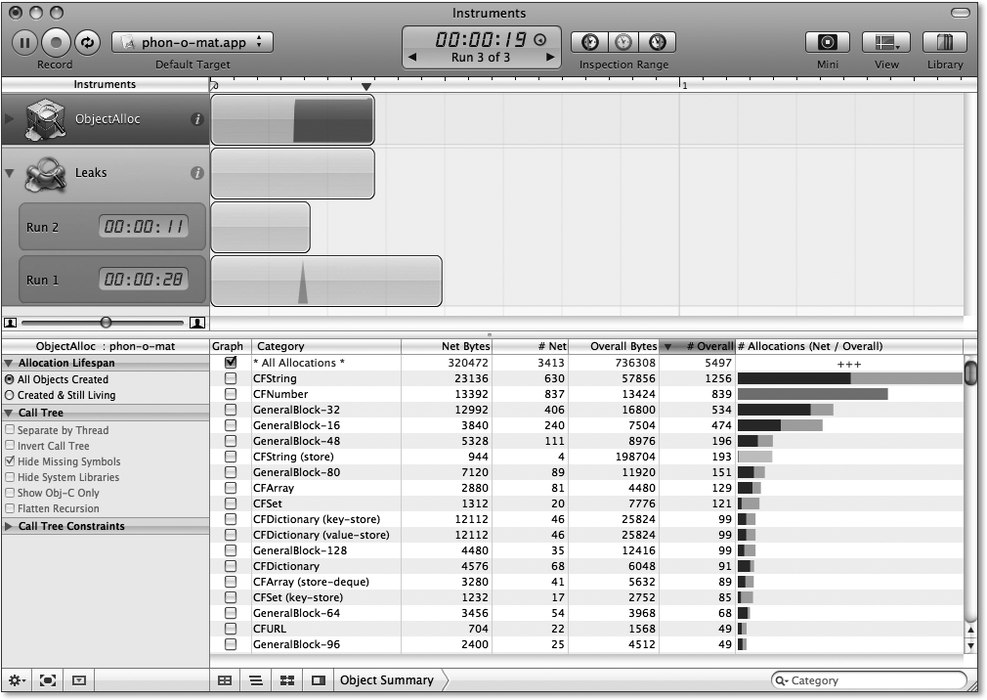 Instruments
phon-o-mat.app
00:00:19
Run 3 of 3
Record
Default Target
Inspection Range
Mini
View
Library
Instruments
0
1
ObjectAlloc
Leaks
Run 2
00:00:11
Run 1
00:00:28
ObjectAlloc : phon-o-mat
Allocation Lifespan
All Objects Created
Created & Still Living
Call Tree
Separate by Thread
Invert Call Tree
Hide Missing Symbols
Hide System Libraries
Show Obj-C Only
Flatten Recursion
Call Tree Constraints
Graph Category Net Bytes # Net Overall Bytes # Overall # Allocations (Net / Overall)
* All Allocations * 320472 3413 736308 5497 +++
CFString 23136 630 57856 1256
CFNumber 13392 837 13424 839
GeneralBlock-32 12992 406 16800 534
GeneralBlock-16 3840 240 7504 474
GeneralBlock-48 5328 111 8976 196
CFString (store) 944 4 198704 193
GeneralBlock-80 7120 89 11920 151
CFArray 2880 81 4480 129
CFSet 1312 20 7776 121
CFDictionary (key-store) 12112 46 25824 99
CFDictionary (value-store) 12112 46 25824 99
GeneralBlock-128 4480 35 12416 99
CFDictionary 4576 68 6048 91
CFArray (store-deque) 3280 41 5632 89
CFSet (key-store) 1232 17 2752 85
GeneralBlock-64 3456 54 3968 68
CFURL 704 22 1568 49
GeneralBlock-96 2400 25 4512 49
Object Summary
Category